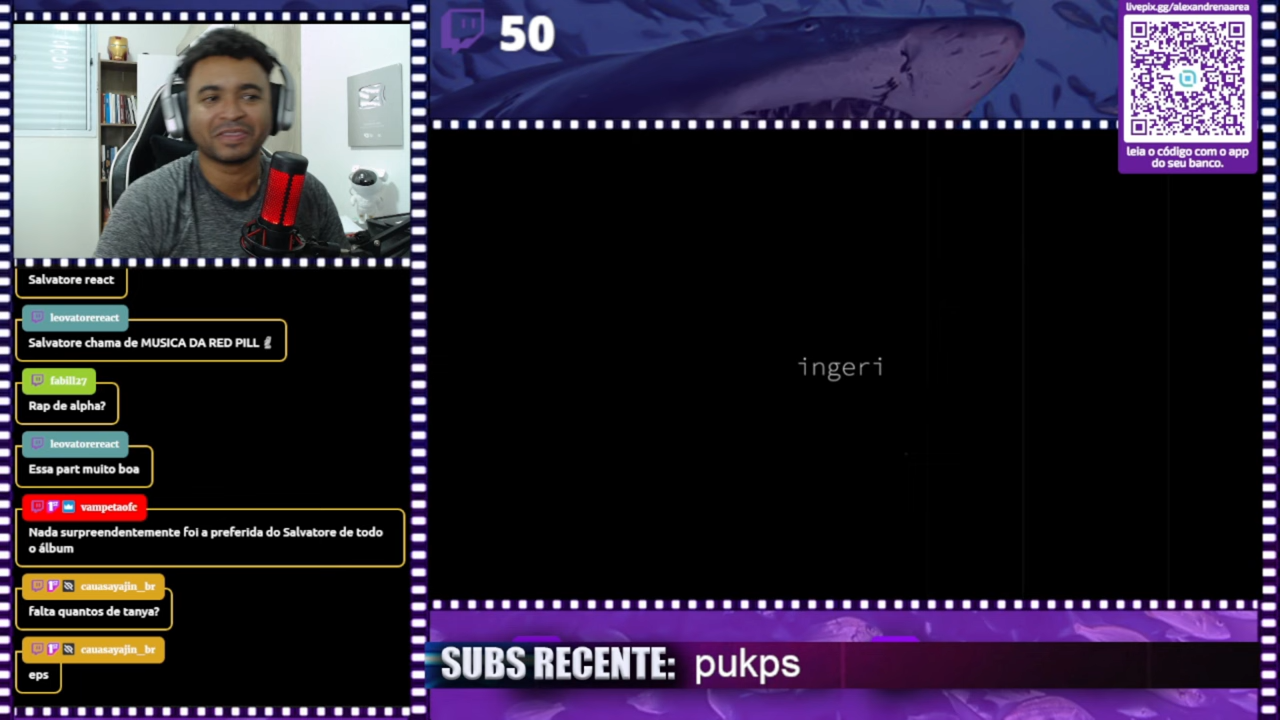 50
livepix.gg/alexandrenaarea
leia o código com o app
do seu banco.
Salvatore react
leovatorereact
Salvatore chama de MUSICA DA RED PILL
fabill27
Rap de alpha?
leovatorereact
Essa part muito boa
vampetaofc
Nada surpreendentemente foi a preferida do Salvatore de todo
o álbum
cauasayajin_br
falta quantos de tanya?
cauasayajin_br
eps
ingeri
SUBS RECENTE: pukps